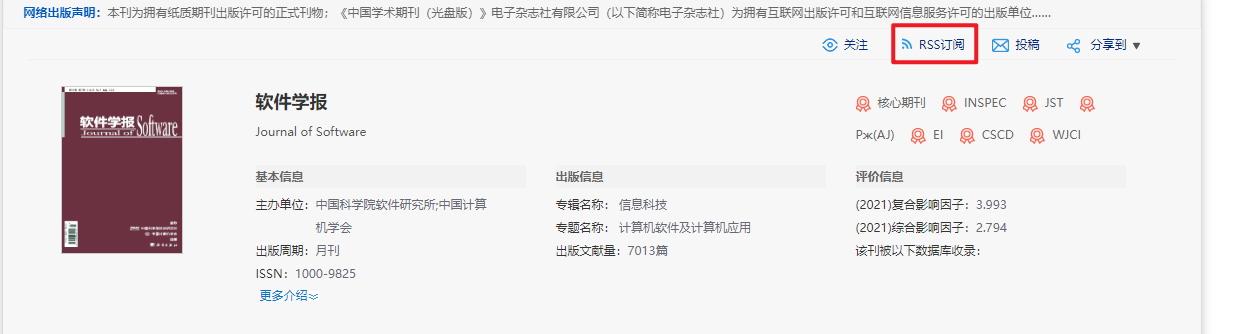 网络出版声明：本刊为拥有纸质期刊出版许可的正式刊物；《中国学术期刊（光盘版）》电子杂志社有限公司（以下简称电子杂志社）为拥有互联网出版许可和互联网信息服务许可的出版单位......
关注 RSS订阅 投稿 分享到
软件学报
Journal of Software
软件学报
Journal of Software
核心期刊 INSPEC JST
Pж(AJ) EI CSCD WJCI
基本信息
主办单位：中国科学院软件研究所;中国计算
机学会
出版周期：月刊
ISSN：1000-9825
更多介绍
出版信息
专辑名称：信息科技
专题名称：计算机软件及计算机应用
出版文献量：7013篇
评价信息
(2021)复合影响因子：3.993
(2021)综合影响因子：2.794
该刊被以下数据库收录：